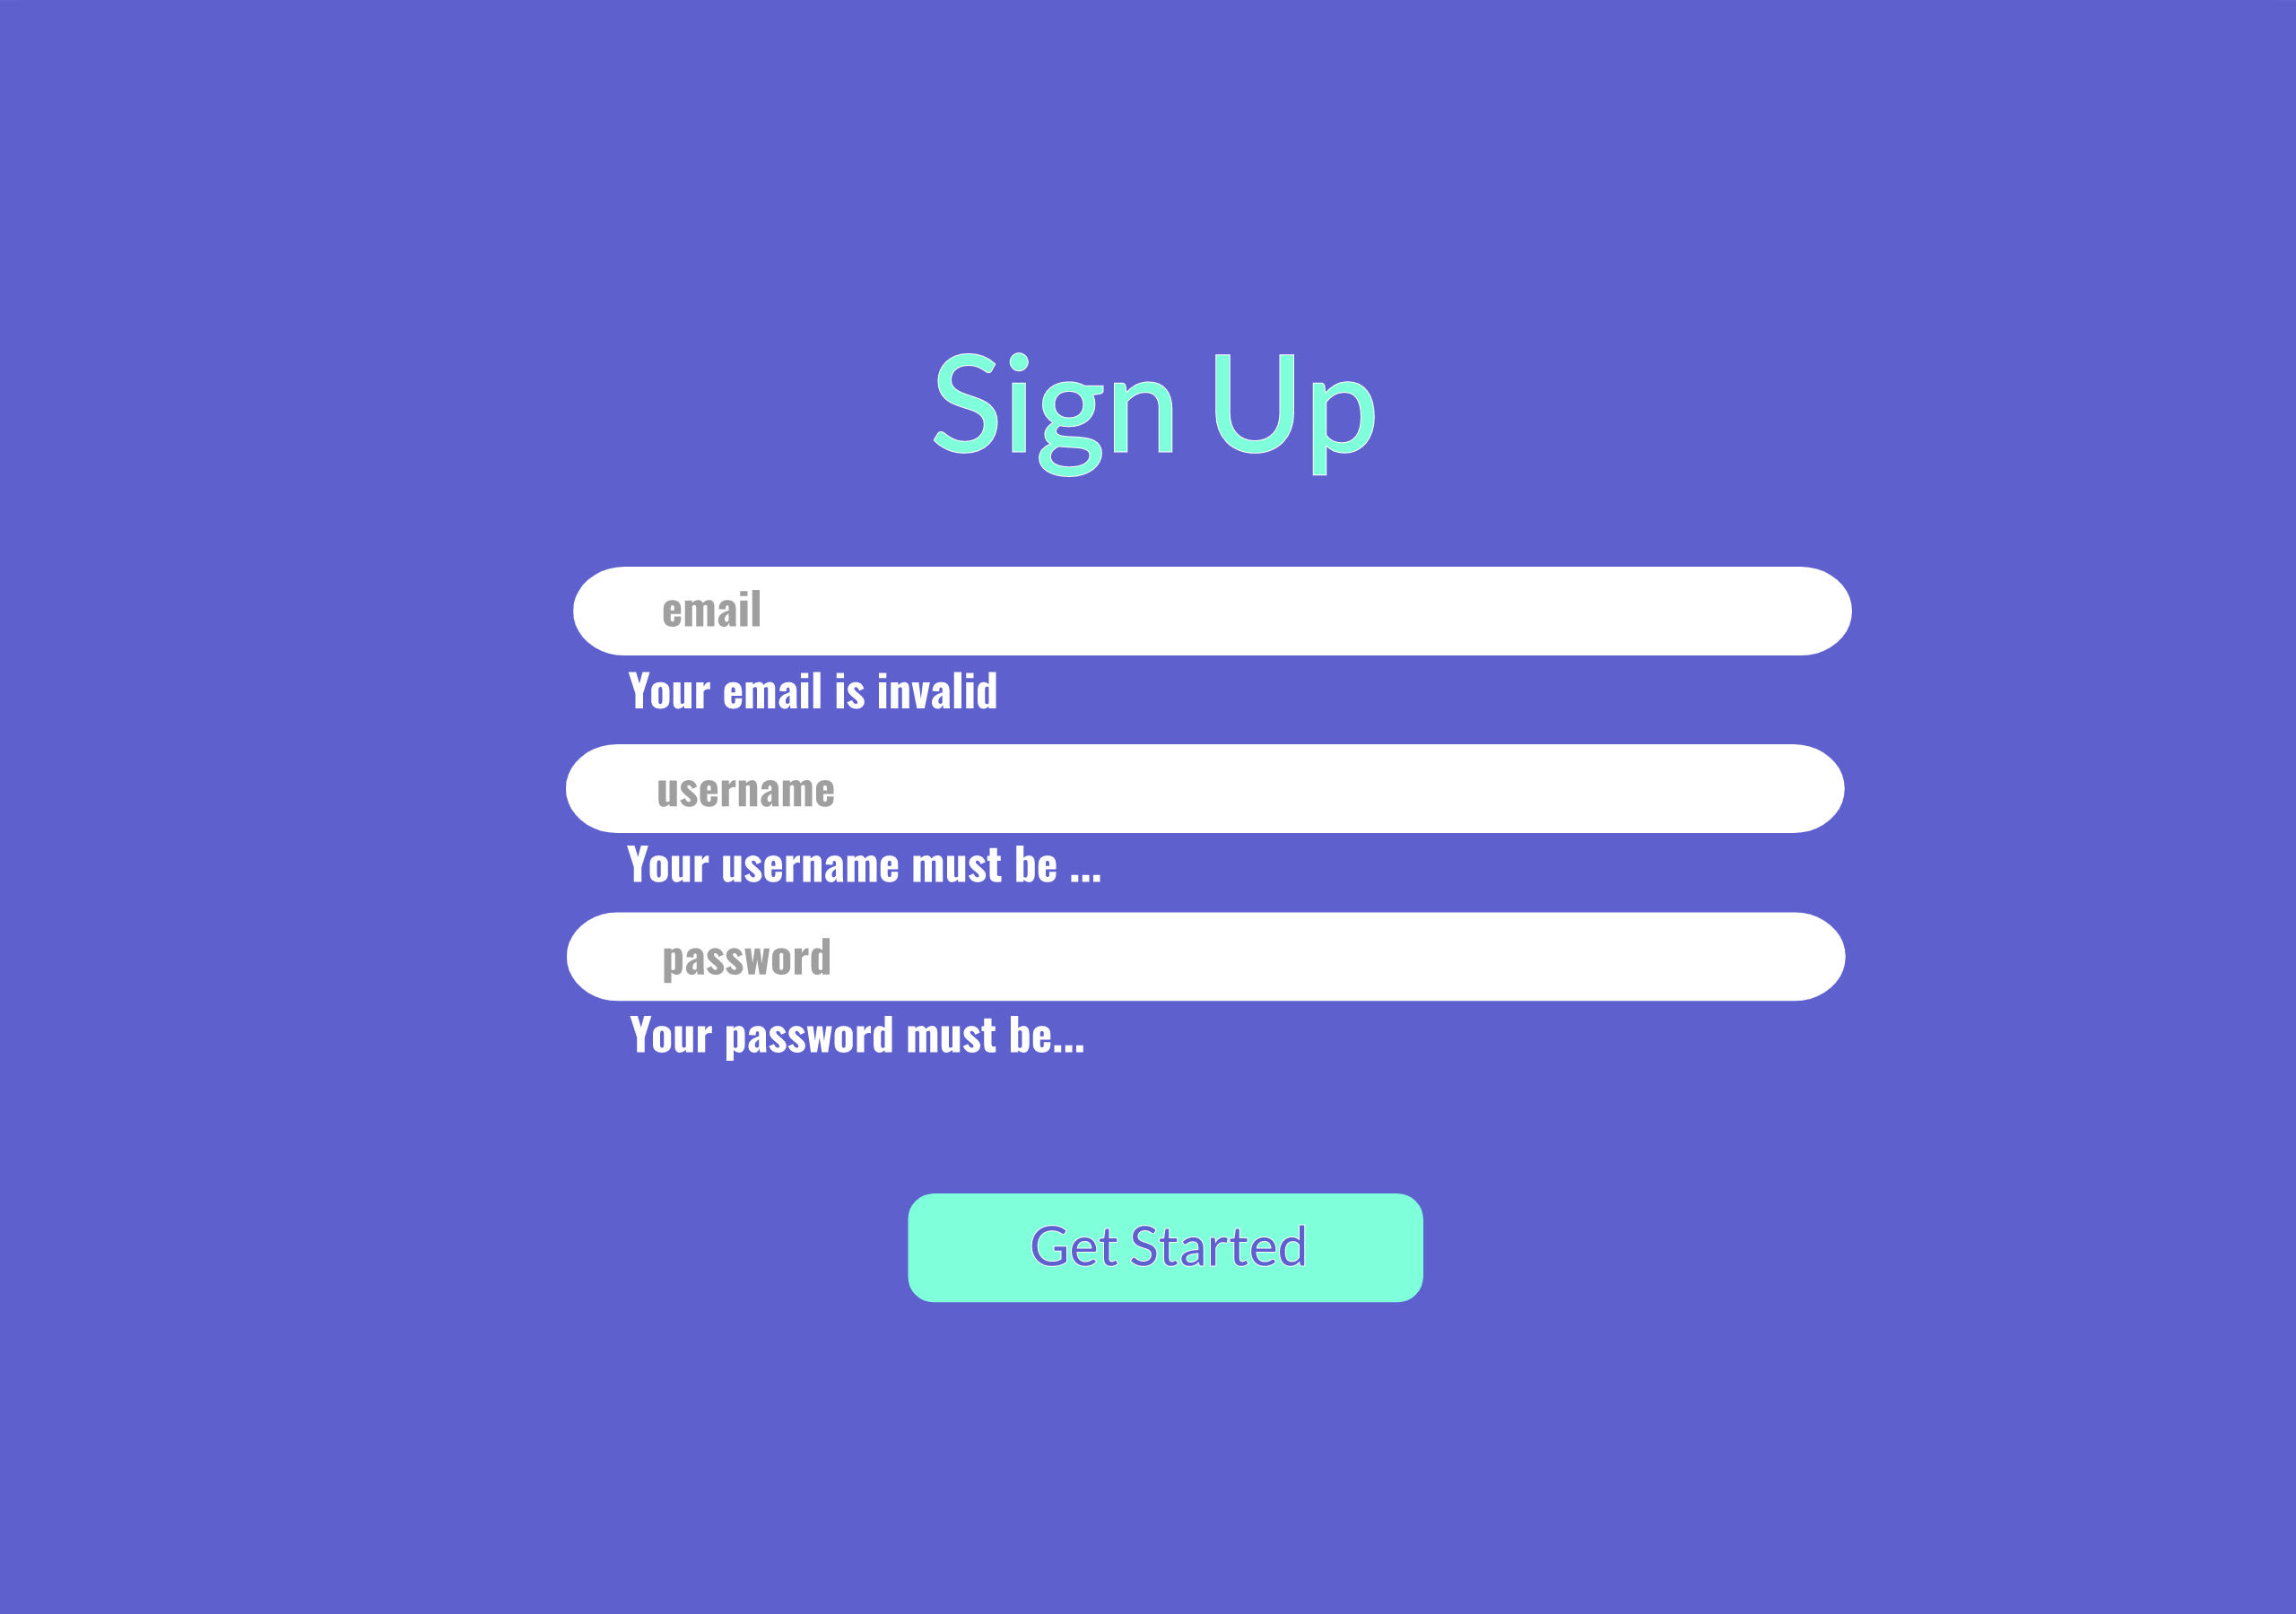 Sign Up
email
Your email is invalid
username
Your username must be ...
password
Your password must be...
Get Started